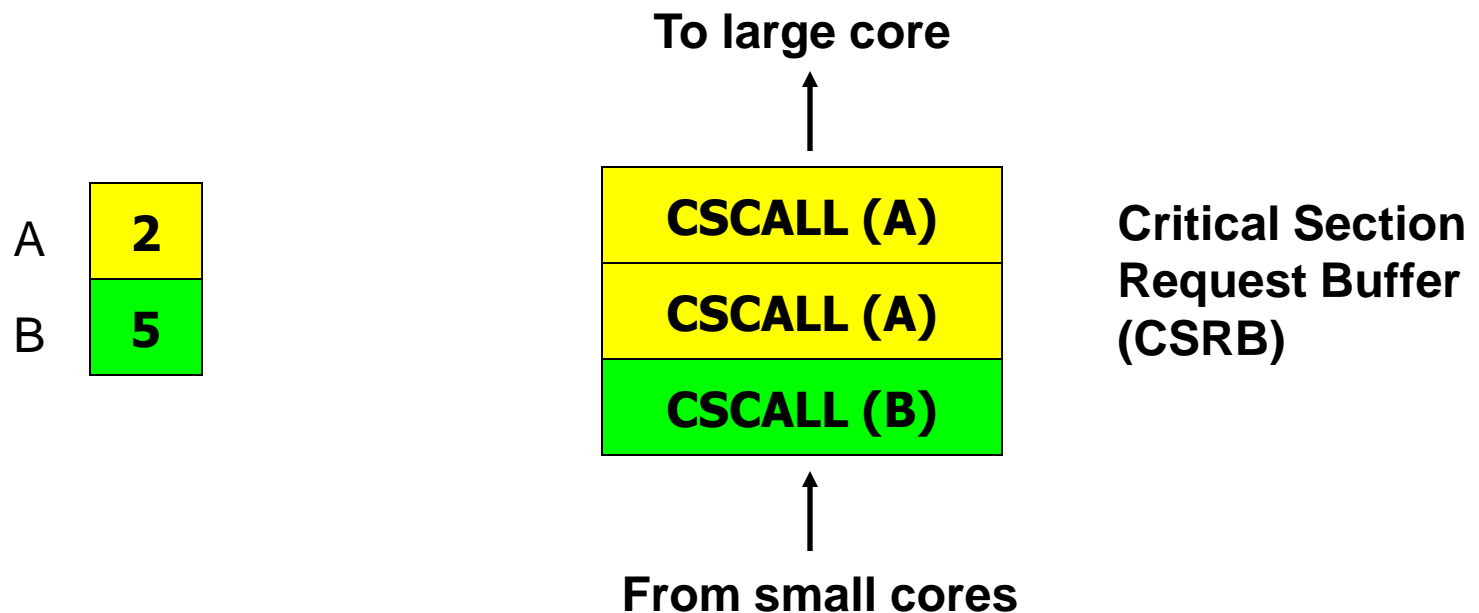 To large core
A
2
B
5
CSCALL (A)
CSCALL (A)
CSCALL (B)
Critical Section
Request Buffer
(CSRB)
From small cores